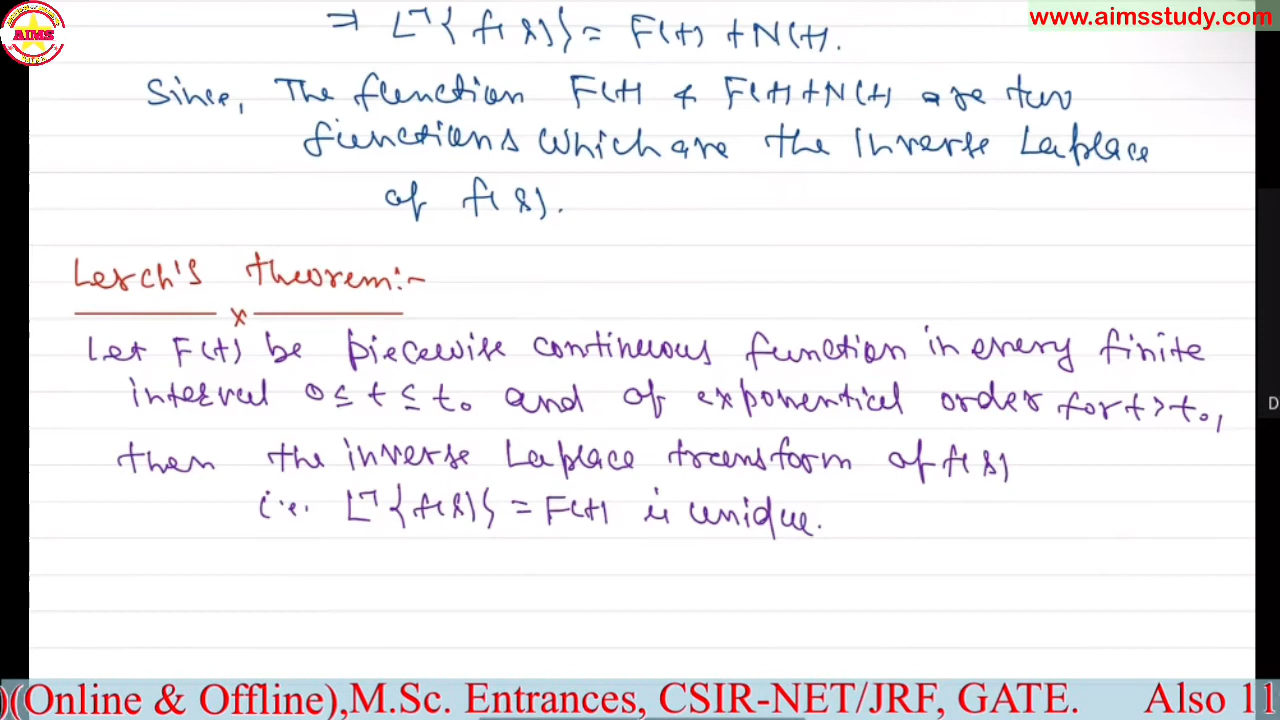 AIMS
www.aimsstudy.com
⇒ L⁻¹{f(s)} = F(t) + N(t).
Since, The function F(t) & F(t)+N(t) are two
functions which are the inverse Laplace
of f(s).
Lerch's theorem:-
Let F(t) be piecewise continuous function in every finite
interval 0 ≤ t ≤ t₀ and of exponential order for t > t₀,
then the inverse Laplace transform of f(s)
i.e. L⁻¹{f(s)} = F(t) is unique.
D
)(Online & Offline),M.Sc. Entrances, CSIR-NET/JRF, GATE. Also 11